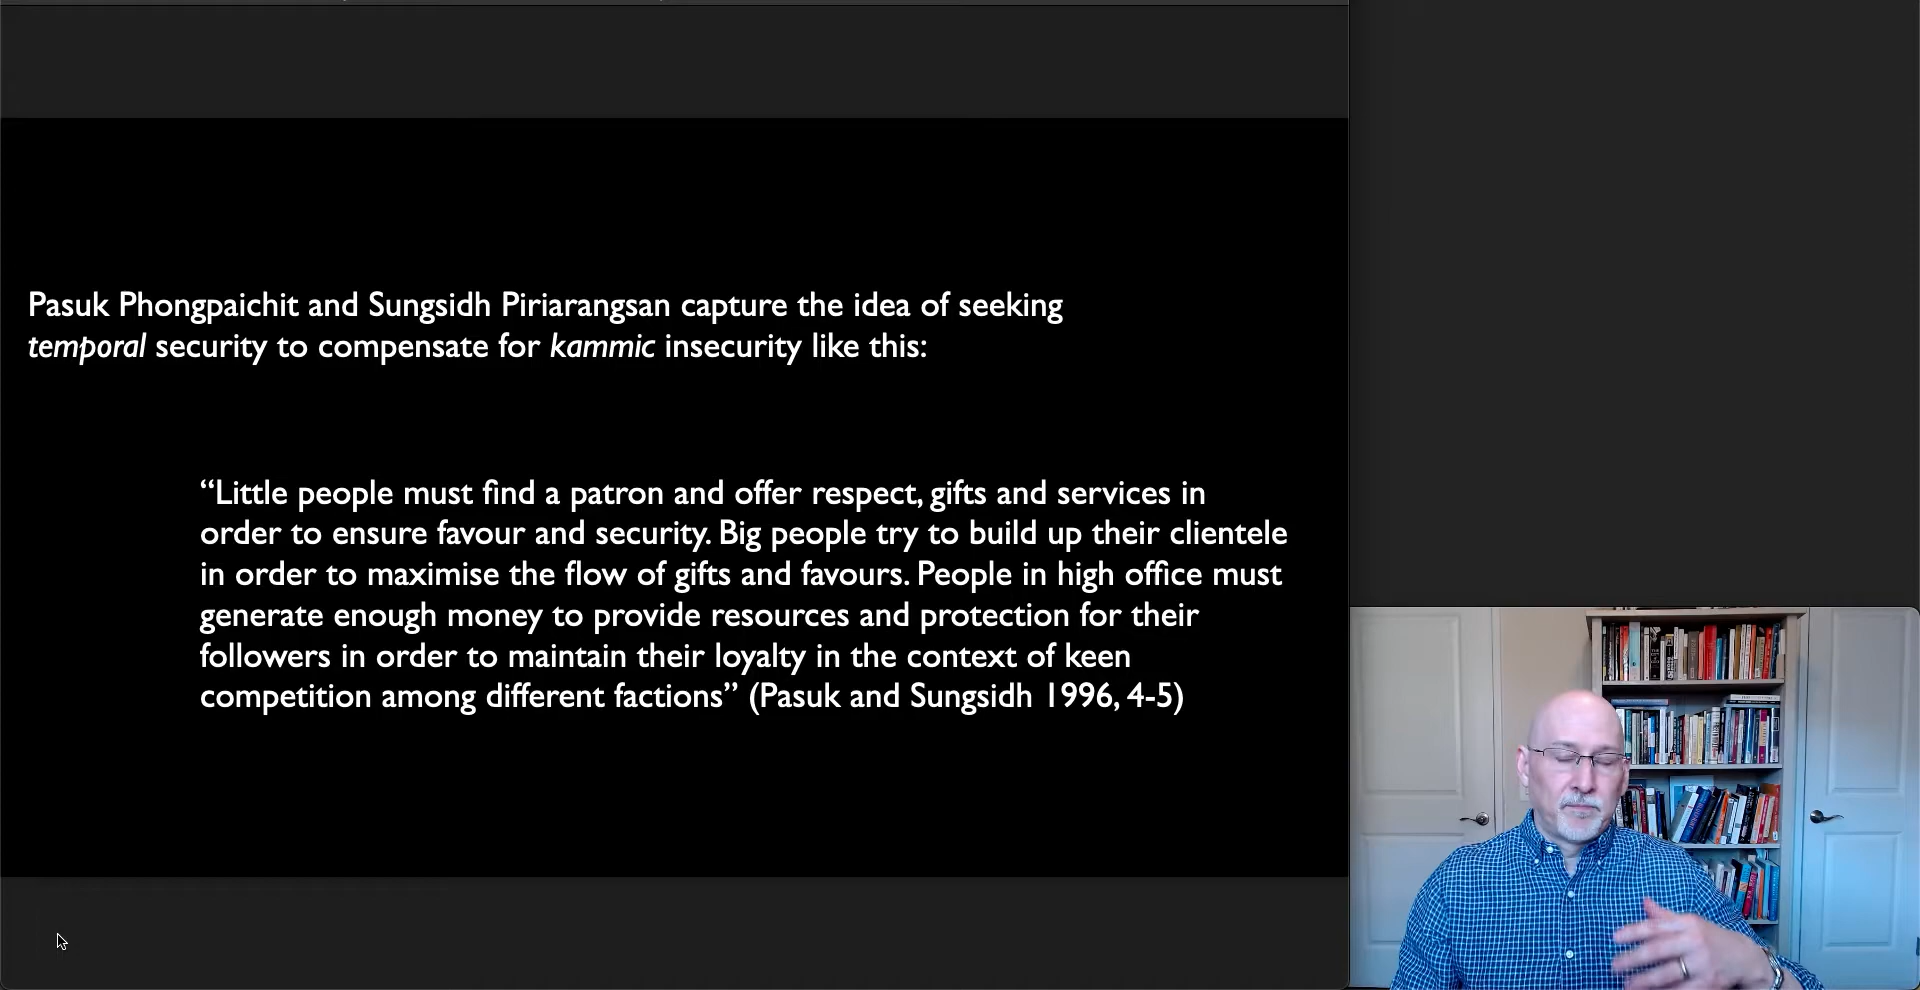 Pasuk Phongpaichit and Sungsidh Piriarangsan capture the idea of seeking
temporal security to compensate for kammic insecurity like this:
“Little people must find a patron and offer respect, gifts and services in
order to ensure favour and security. Big people try to build up their clientele
in order to maximise the flow of gifts and favours. People in high office must
generate enough money to provide resources and protection for their
followers in order to maintain their loyalty in the context of keen
competition among different factions” (Pasuk and Sungsidh 1996, 4-5)